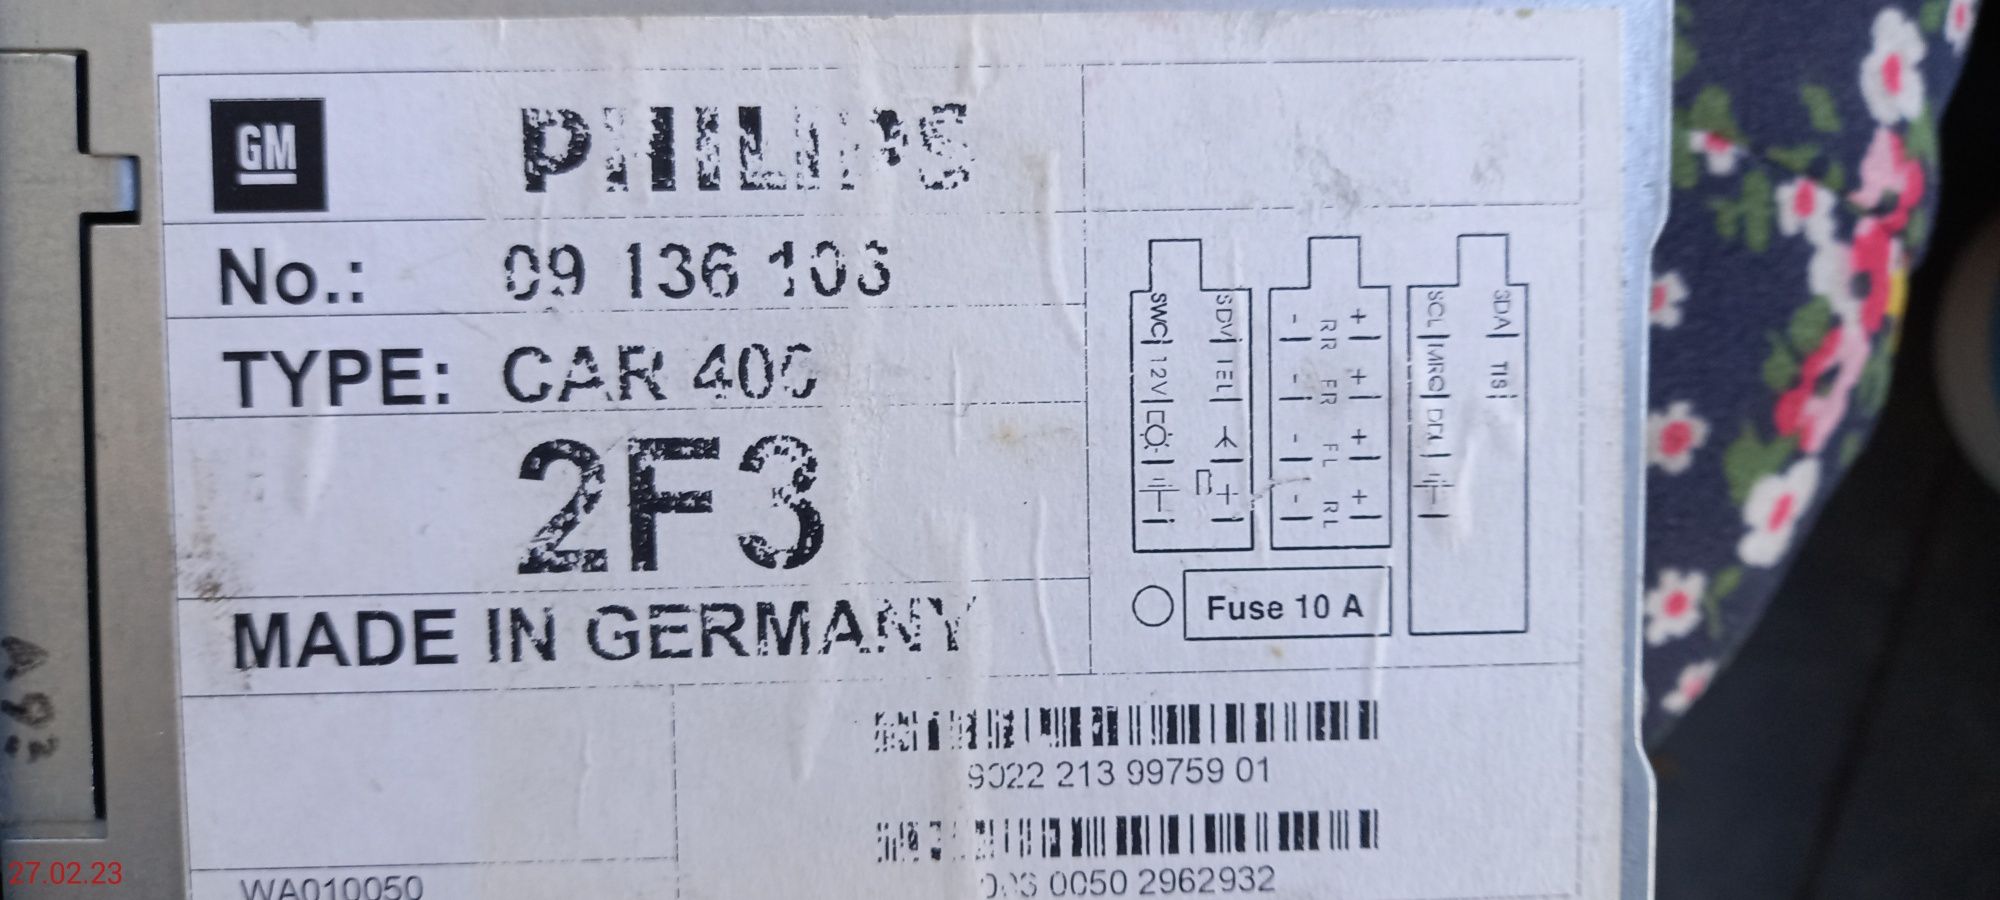 GM
PHILIPS
No.: 09 136 106
TYPE: CAR 400
2F3
MADE IN GERMANY
SWC 12V
SDV TEL
- RR +
- FR +
- FL +
- RL +
SCL MRQ
SDA TIS
Fuse 10 A
9022 213 99759 01
0050 2962932
WA010050
27.02.23